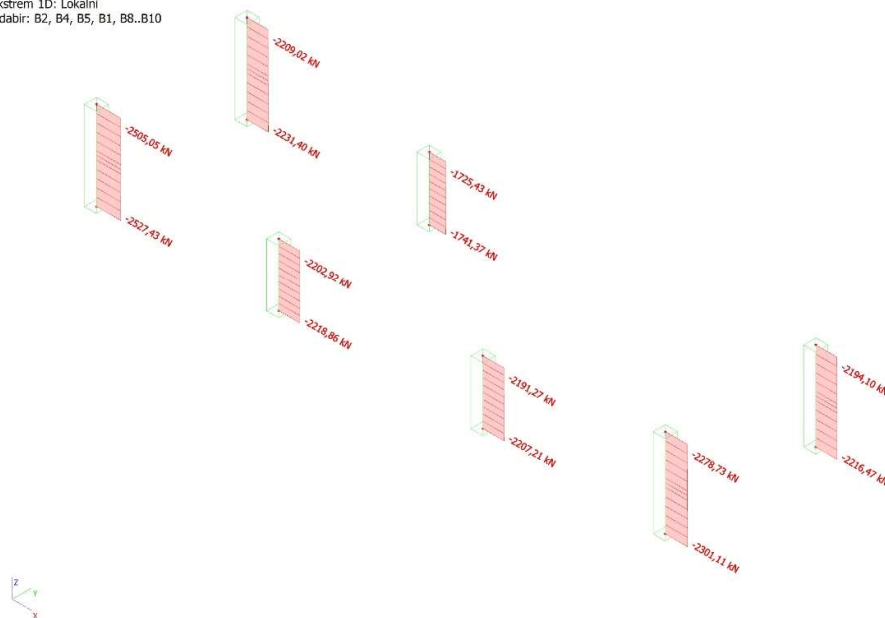 kstrem 1D: Lokalni
dabir: B2, B4, B5, B1, B8..B10
-2209,02 kN
-2231,40 kN
-2505,05 kN
-2527,43 kN
-1725,43 kN
-1741,37 kN
-2202,92 kN
-2218,86 kN
-2191,27 kN
-2207,21 kN
-2194,10 kN
-2216,47 kN
-2278,73 kN
-2301,11 kN
Z
Y
X